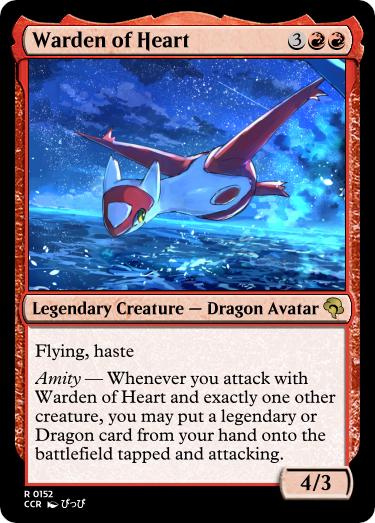 Warden of Heart 3
Legendary Creature — Dragon Avatar
Flying, haste
Amity — Whenever you attack with
Warden of Heart and exactly one other
creature, you may put a legendary or
Dragon card from your hand onto the
battlefield tapped and attacking.
4/3
R 0152
CCR ぴっぴ